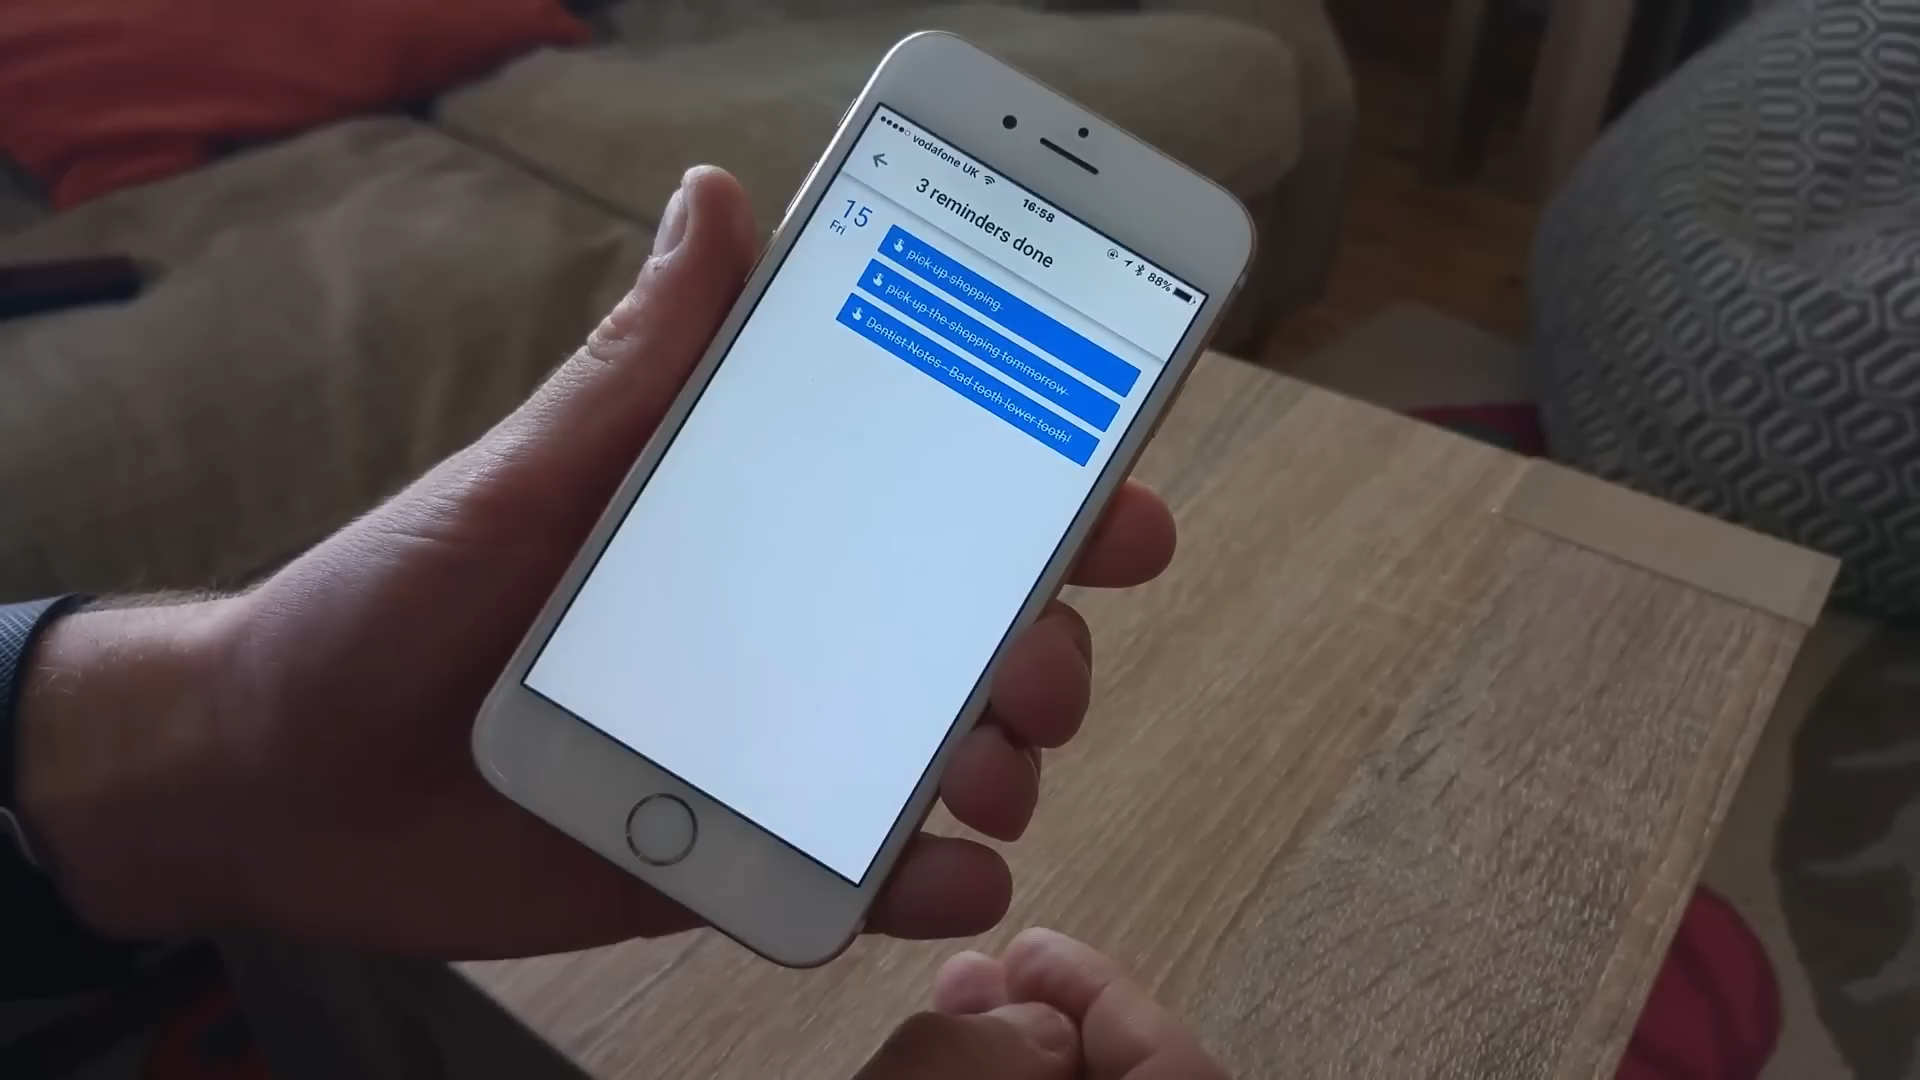 vodafone UK 16:58 88%
3 reminders done
15
Fri
pick up shopping
pick up the shopping tommorrow
Dentist Notes - Bad tooth lower tooth!